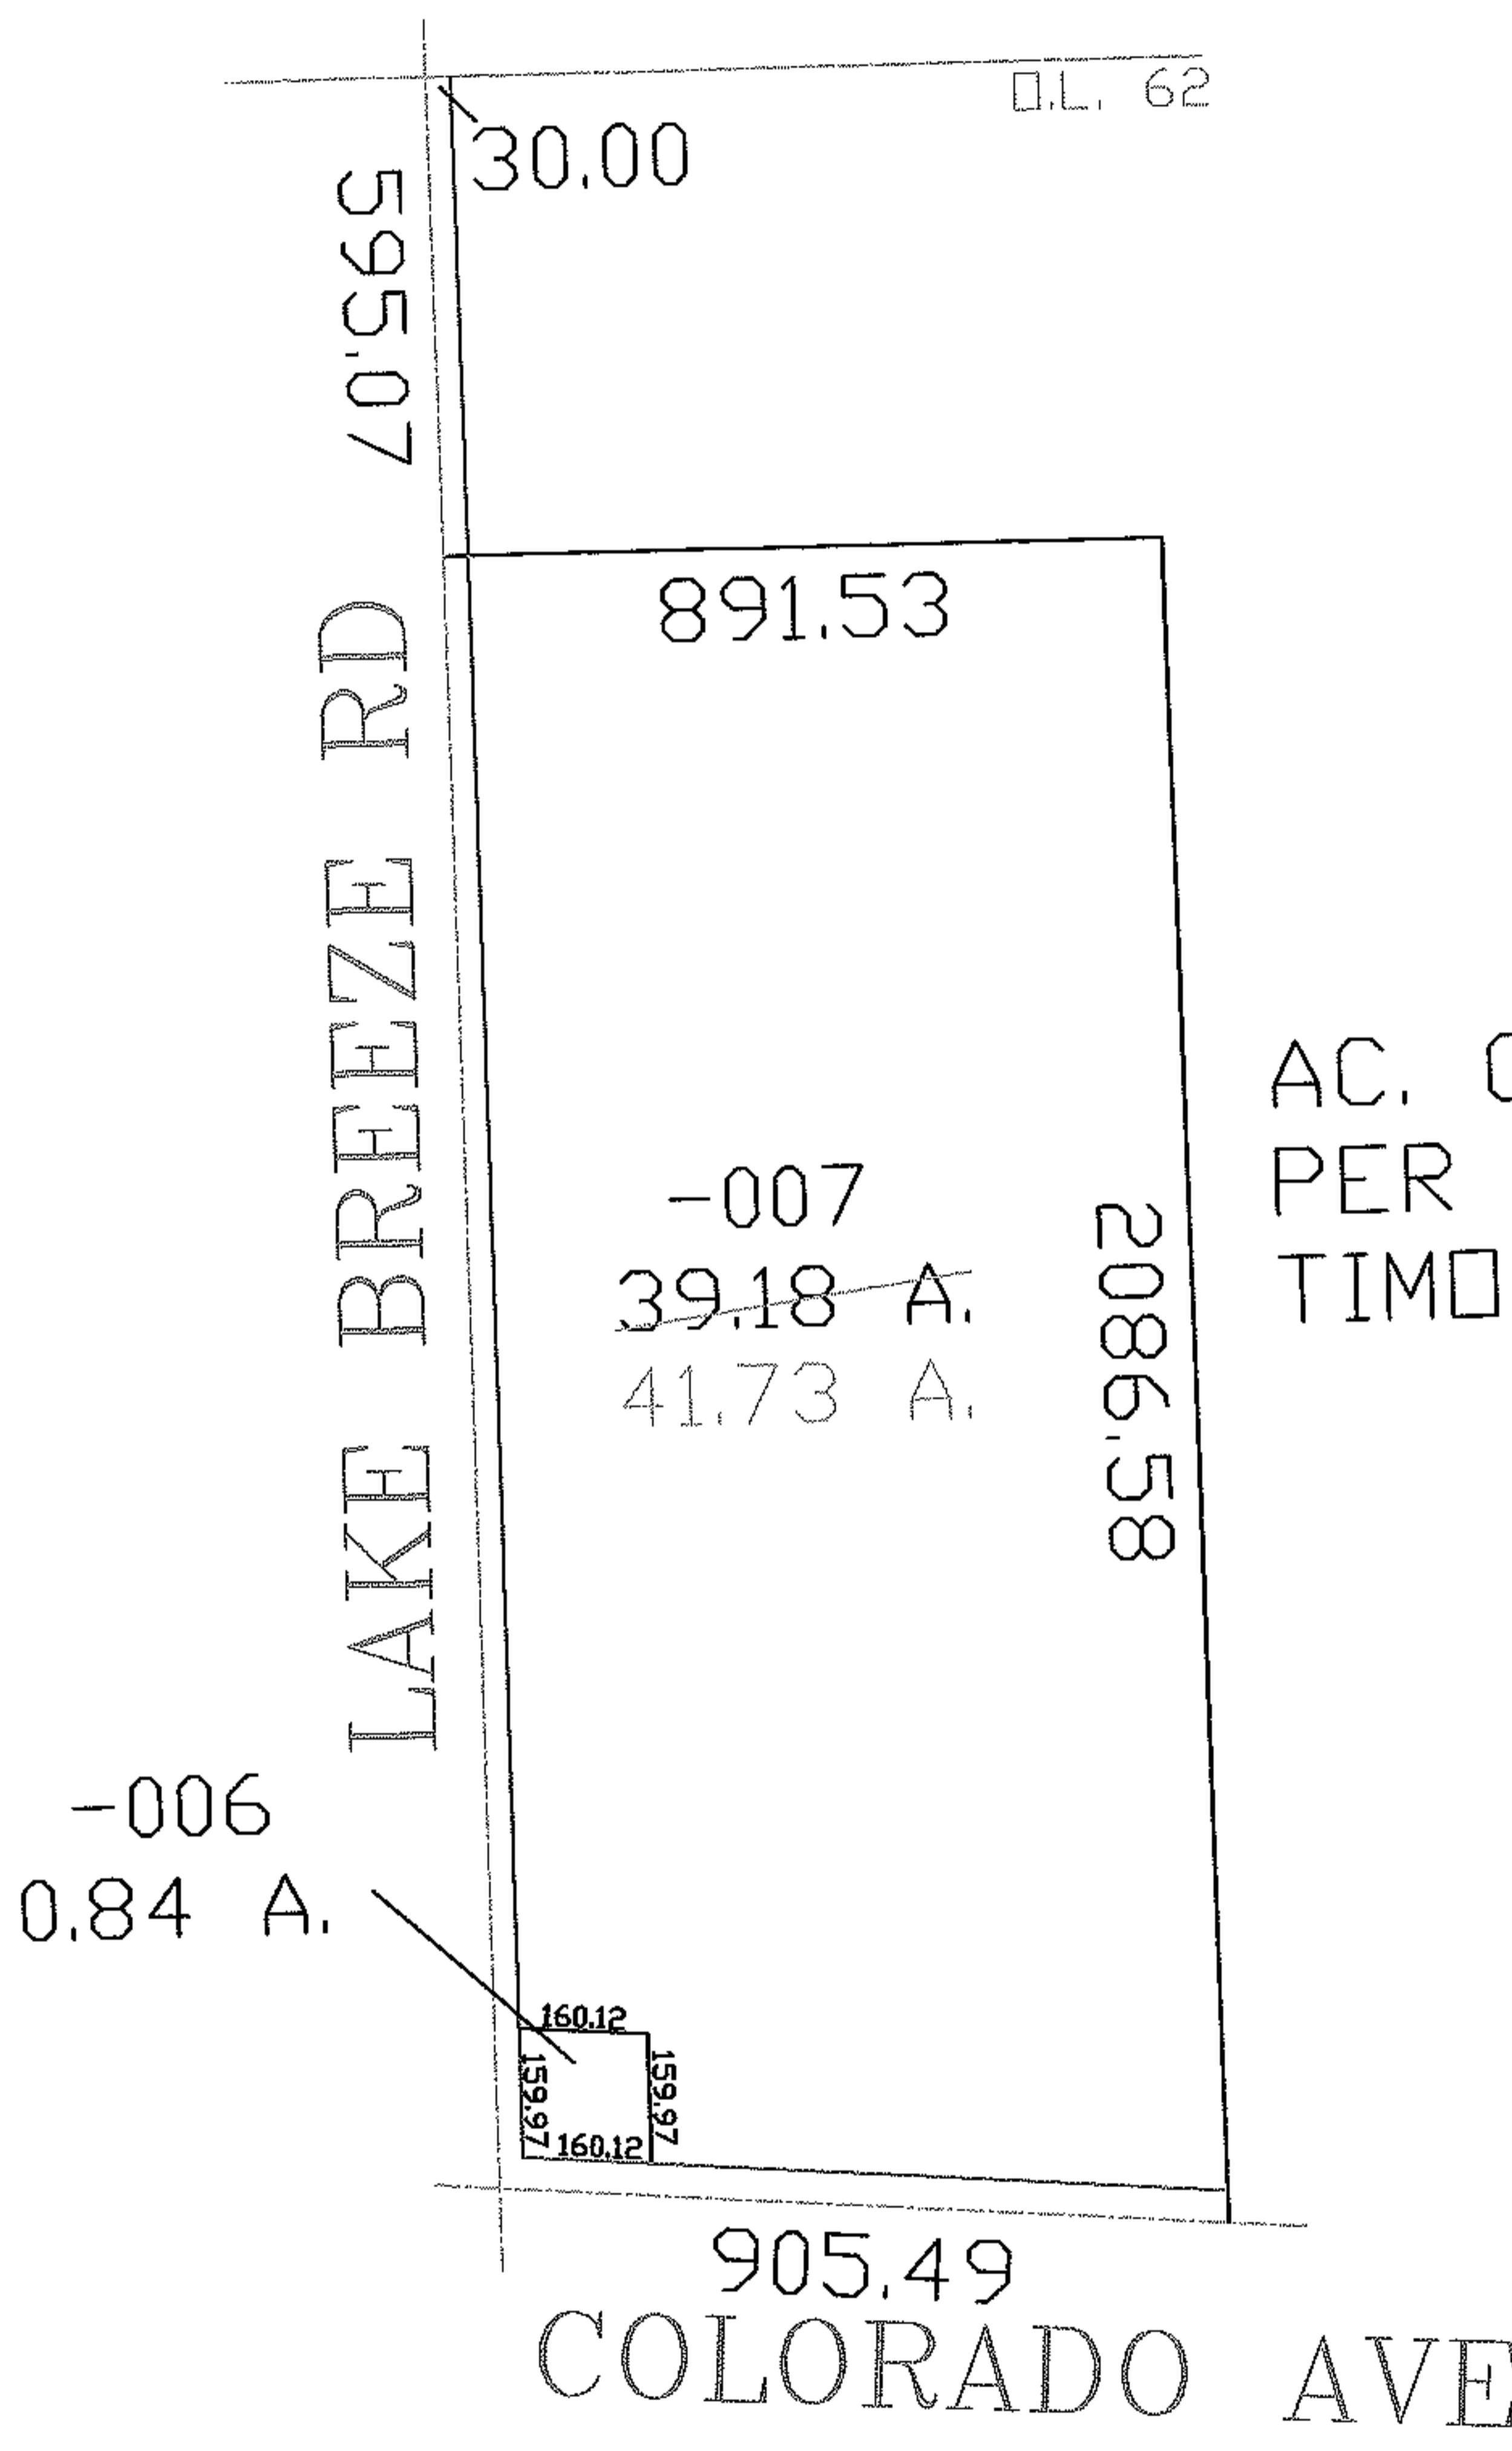 O.L. 62
30.00
595.07
891.53
LAKE BREEZE RD
AC.
PER
-007
39.18 A.
41.73 A.
2086.58
-006
0.84 A.
160.12
159.97
159.97
160.12
905.49
COLORADO AVE